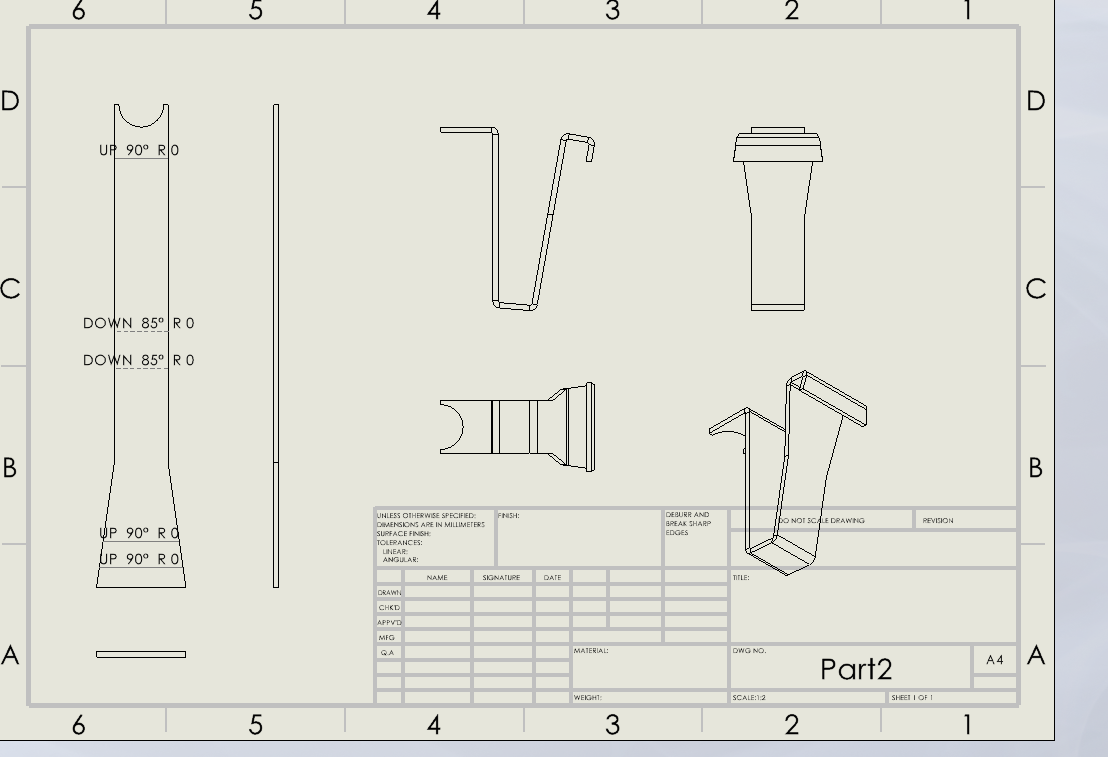 6 5 4 3 2 1
D D
UP 90° R 0
C C
DOWN 85° R 0
DOWN 85° R 0
B B
UP 90° R 0
UP 90° R 0
A A
UNLESS OTHERWISE SPECIFIED:
DIMENSIONS ARE IN MILLIMETERS
SURFACE FINISH:
TOLERANCES:
LINEAR:
ANGULAR:
FINISH:
DEBURR AND
BREAK SHARP
EDGES
DO NOT SCALE DRAWING
REVISION
NAME SIGNATURE DATE
DRAWN
CHK'D
APPV'D
MFG
Q.A
TITLE:
MATERIAL:
DWG NO.
Part2
A4
WEIGHT:
SCALE:1:2
SHEET 1 OF 1
6 5 4 3 2 1